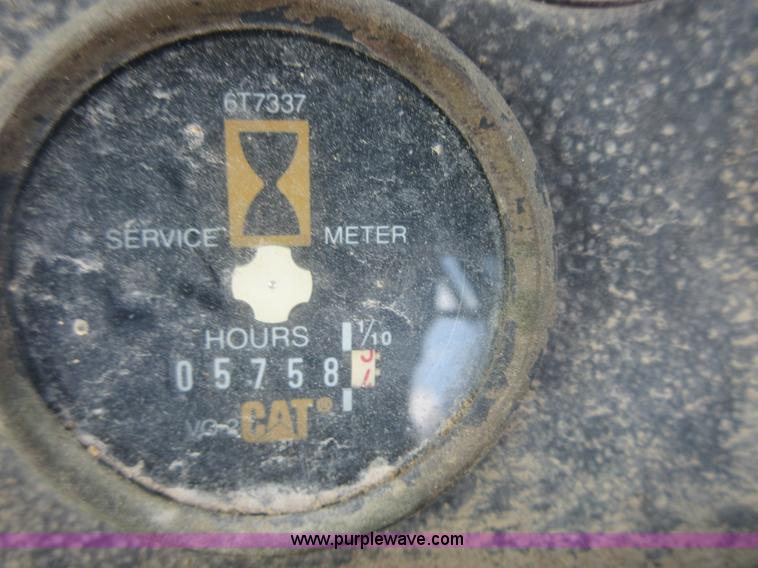 6T7337
SERVICE METER
HOURS 1/10
05758
CAT®
www.purplewave.com